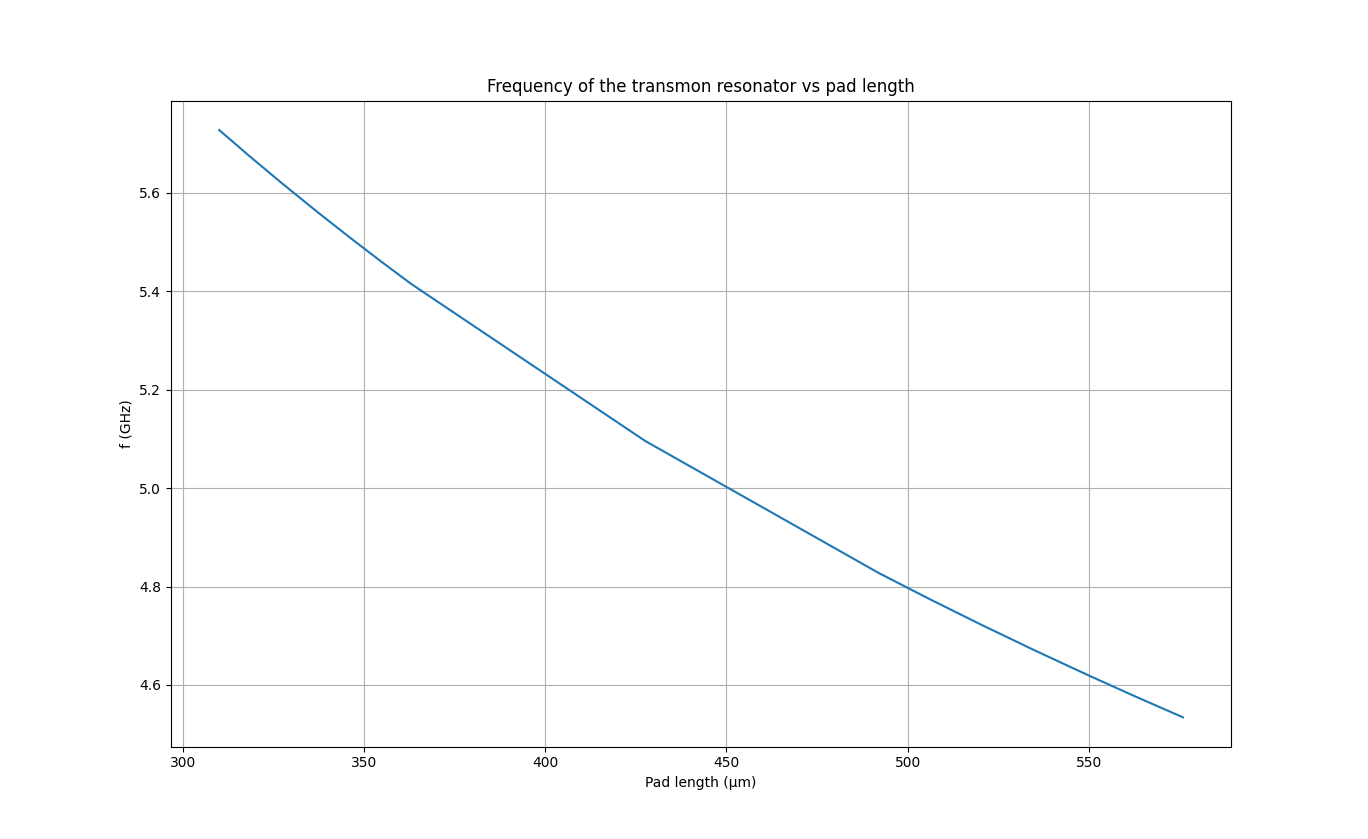 Frequency of the transmon resonator vs pad length
5.6
5.4
5.2
5.0
4.8
4.6
f (GHz)
300 350 400 450 500 550
Pad length (μm)